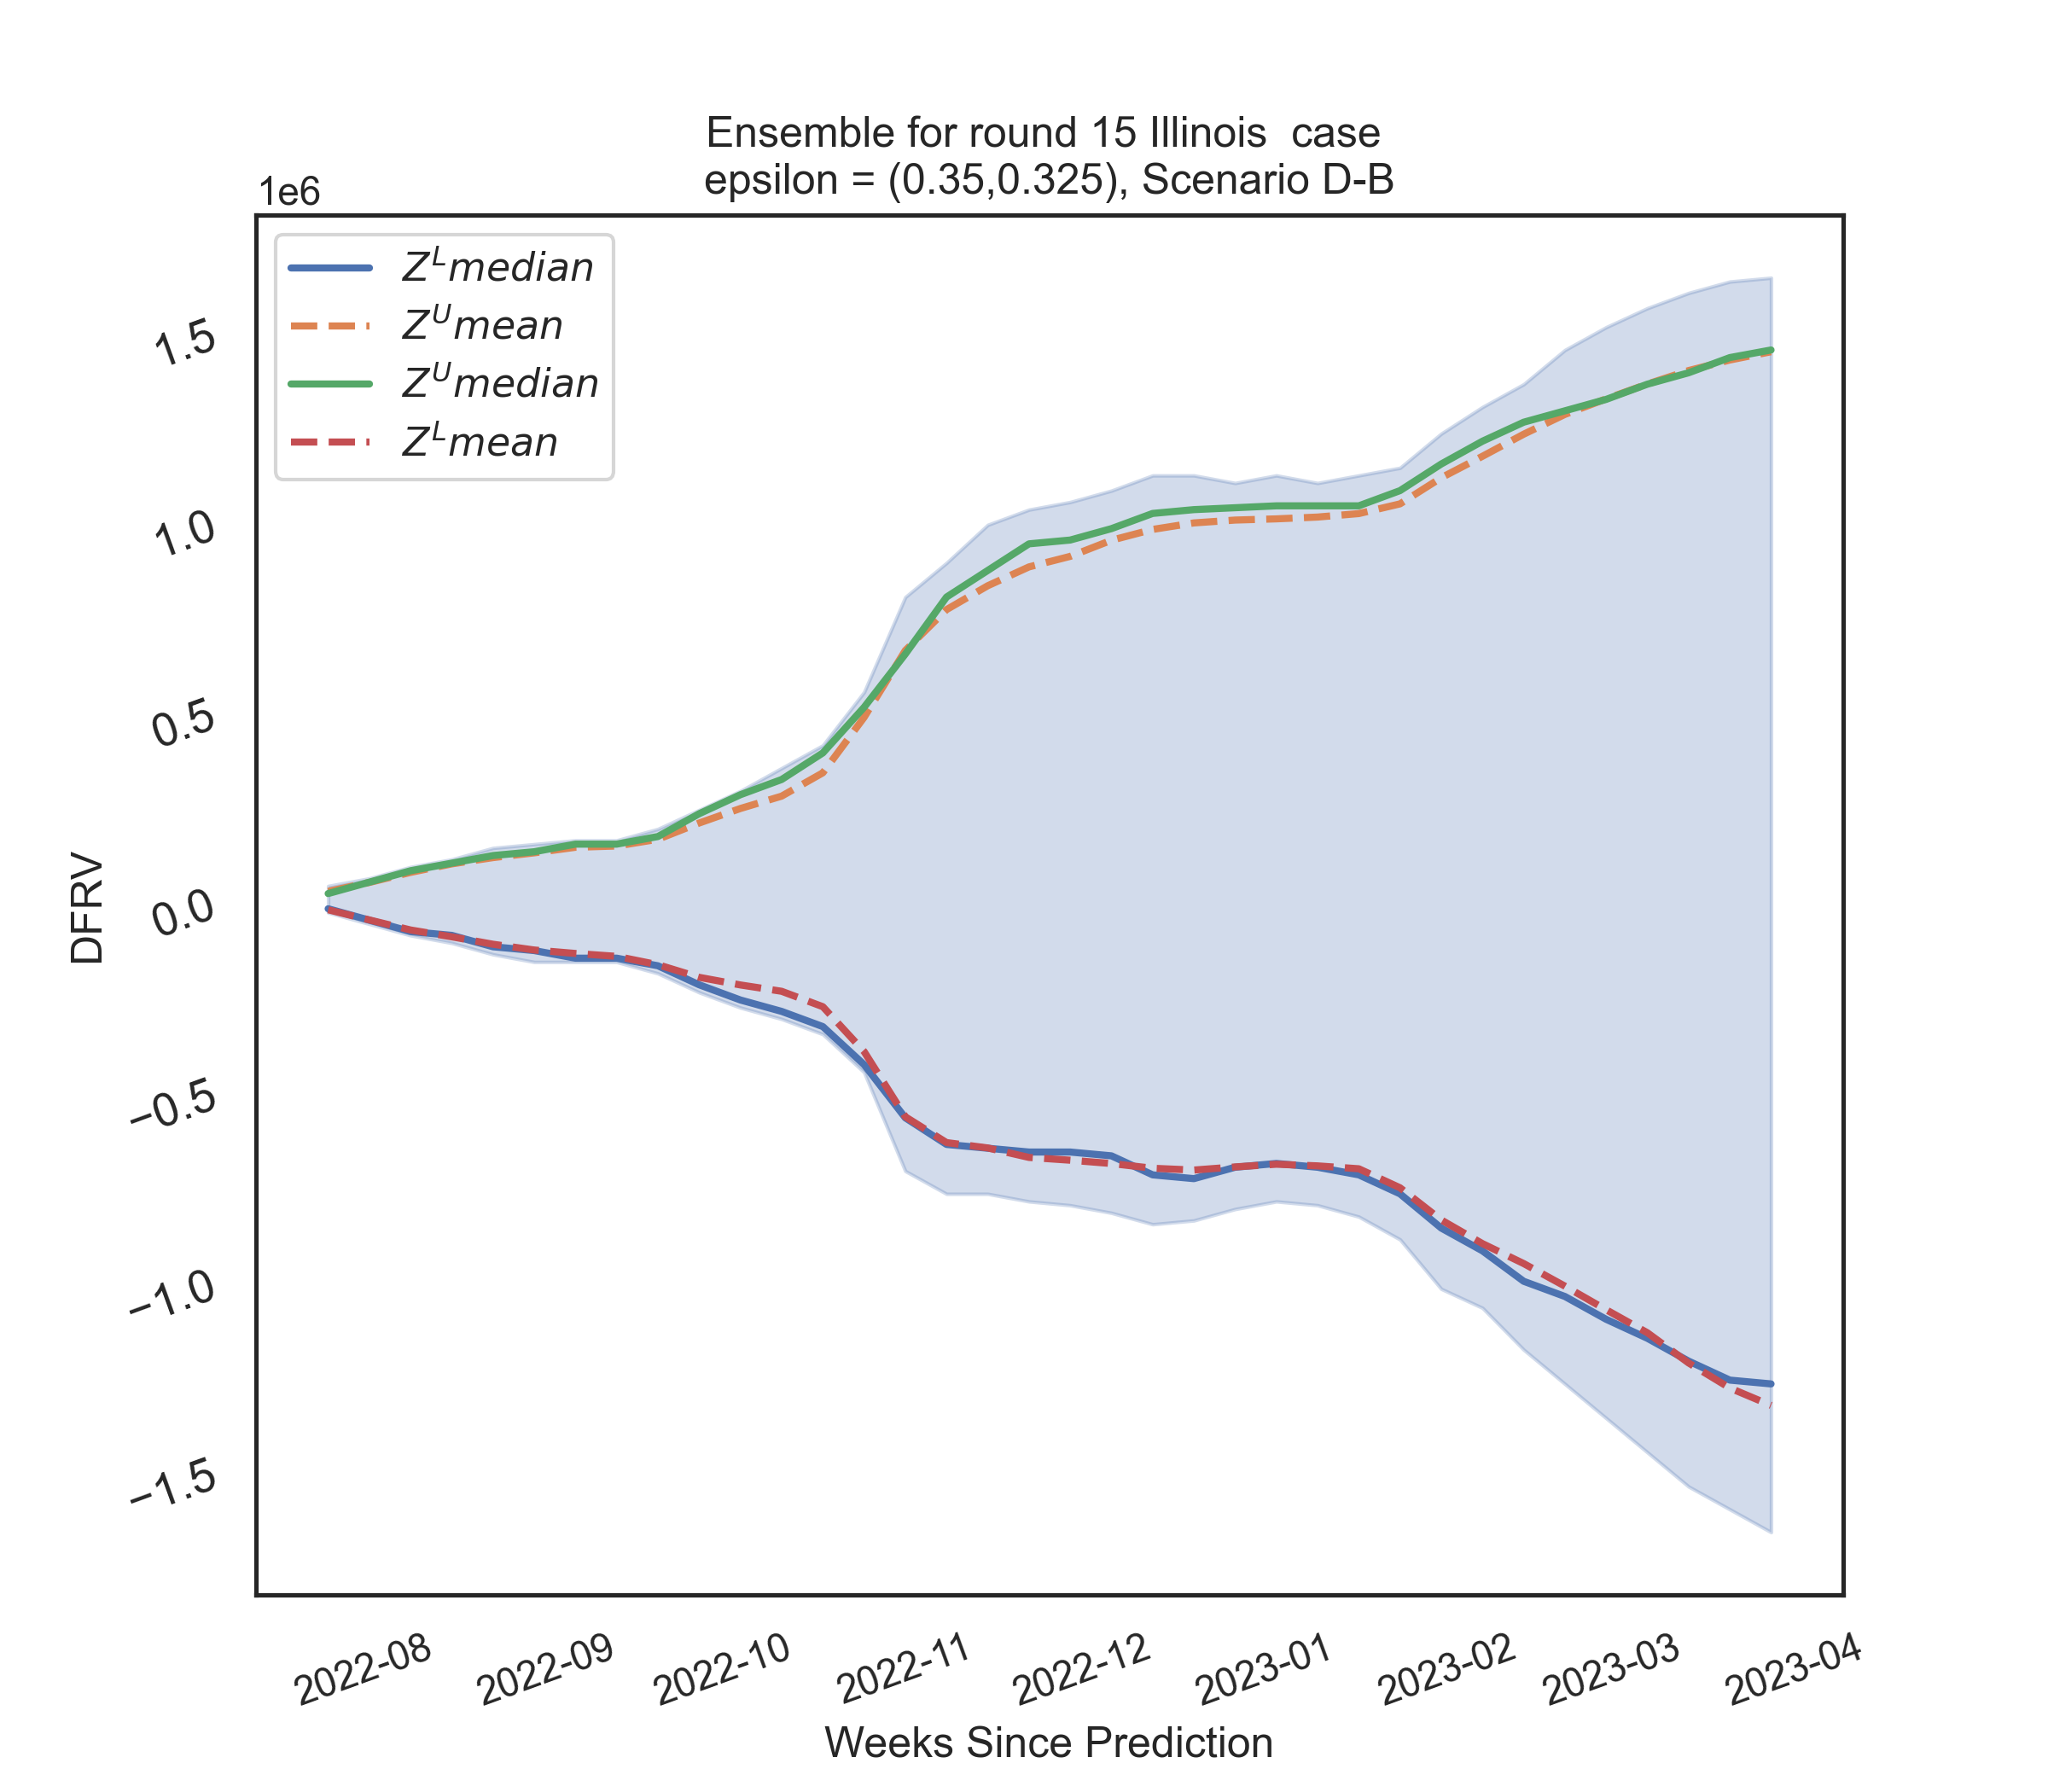 Ensemble for round 15 Illinois  case
epsilon = (0.35,0.325), Scenario D-B
1e6
Z^L median
Z^U mean
Z^U median
Z^L mean
1.5
1.0
0.5
0.0
−0.5
−1.0
−1.5
DFRV
2022-08
2022-09
2022-10
2022-11
2022-12
2023-01
2023-02
2023-03
2023-04
Weeks Since Prediction